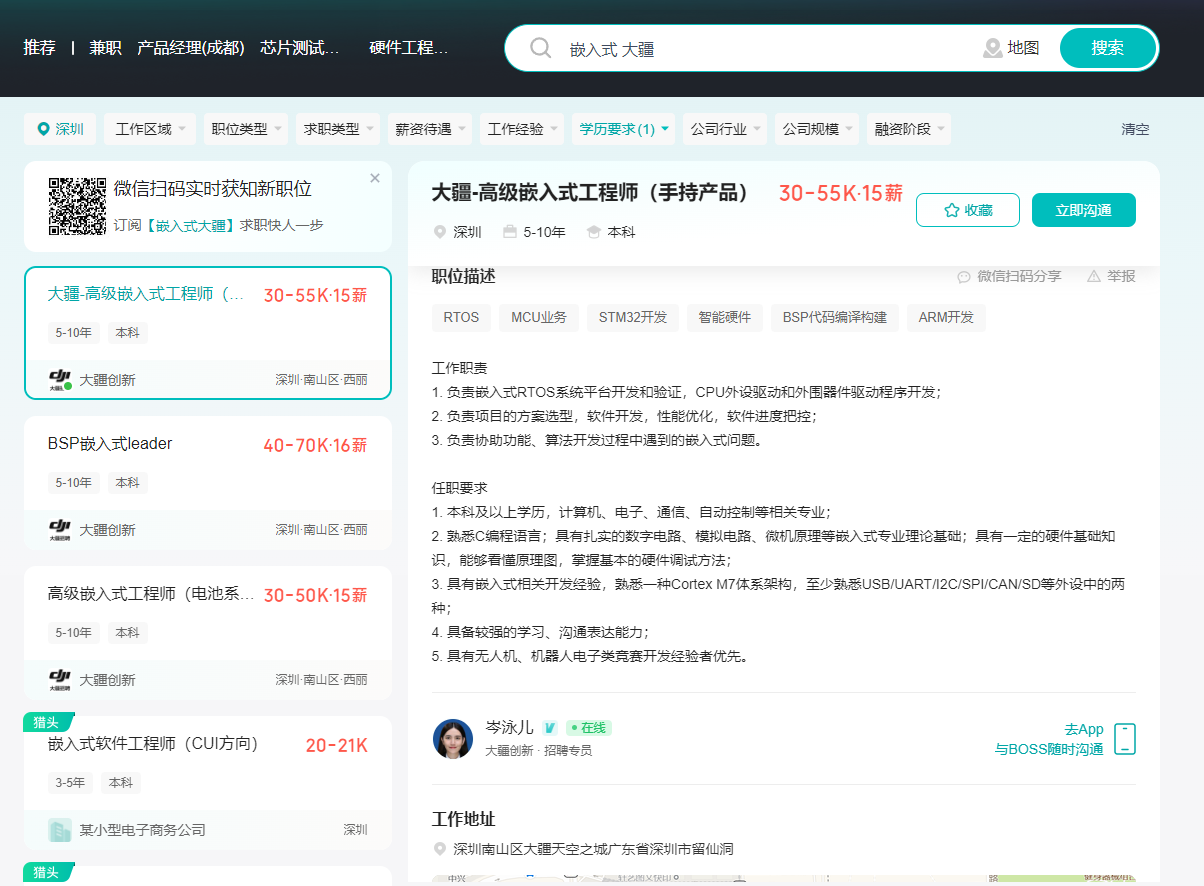 推荐 | 兼职 产品经理(成都) 芯片测试... 硬件工程...
嵌入式 大疆 地图 搜索
深圳 工作区域 职位类型 求职类型 薪资待遇 工作经验 学历要求(1) 公司行业 公司规模 融资阶段 清空
微信扫码实时获知新职位
订阅【嵌入式大疆】求职快人一步
大疆-高级嵌入式工程师（... 30-55K·15薪
5-10年 本科
大疆创新 深圳·南山区·西丽
BSP嵌入式leader 40-70K·16薪
5-10年 本科
dji
大疆招聘
大疆创新 深圳·南山区·西丽
高级嵌入式工程师（电池系... 30-50K·15薪
5-10年 本科
dji
大疆招聘
大疆创新 深圳·南山区·西丽
猎头
嵌入式软件工程师（CUI方向） 20-21K
3-5年 本科
某小型电子商务公司 深圳
猎头
大疆-高级嵌入式工程师（手持产品） 30-55K·15薪
收藏 立即沟通
深圳 5-10年 本科
职位描述 微信扫码分享 举报
RTOS MCU业务 STM32开发 智能硬件 BSP代码编译构建 ARM开发
工作职责
1. 负责嵌入式RTOS系统平台开发和验证，CPU外设驱动和外围器件驱动程序开发；
2. 负责项目的方案选型，软件开发，性能优化，软件进度把控；
3. 负责协助功能、算法开发过程中遇到的嵌入式问题。
任职要求
1. 本科及以上学历，计算机、电子、通信、自动控制等相关专业；
2. 熟悉C编程语言；具有扎实的数字电路、模拟电路、微机原理等嵌入式专业理论基础；具有一定的硬件基础知
识，能够看懂原理图，掌握基本的硬件调试方法；
3. 具有嵌入式相关开发经验，熟悉一种Cortex M7体系架构，至少熟悉USB/UART/I2C/SPI/CAN/SD等外设中的两
种；
4. 具备较强的学习、沟通表达能力；
5. 具有无人机、机器人电子类竞赛开发经验者优先。
岑泳儿 在线
大疆创新 · 招聘专员
去App
与BOSS随时沟通
工作地址
深圳南山区大疆天空之城广东省深圳市留仙洞